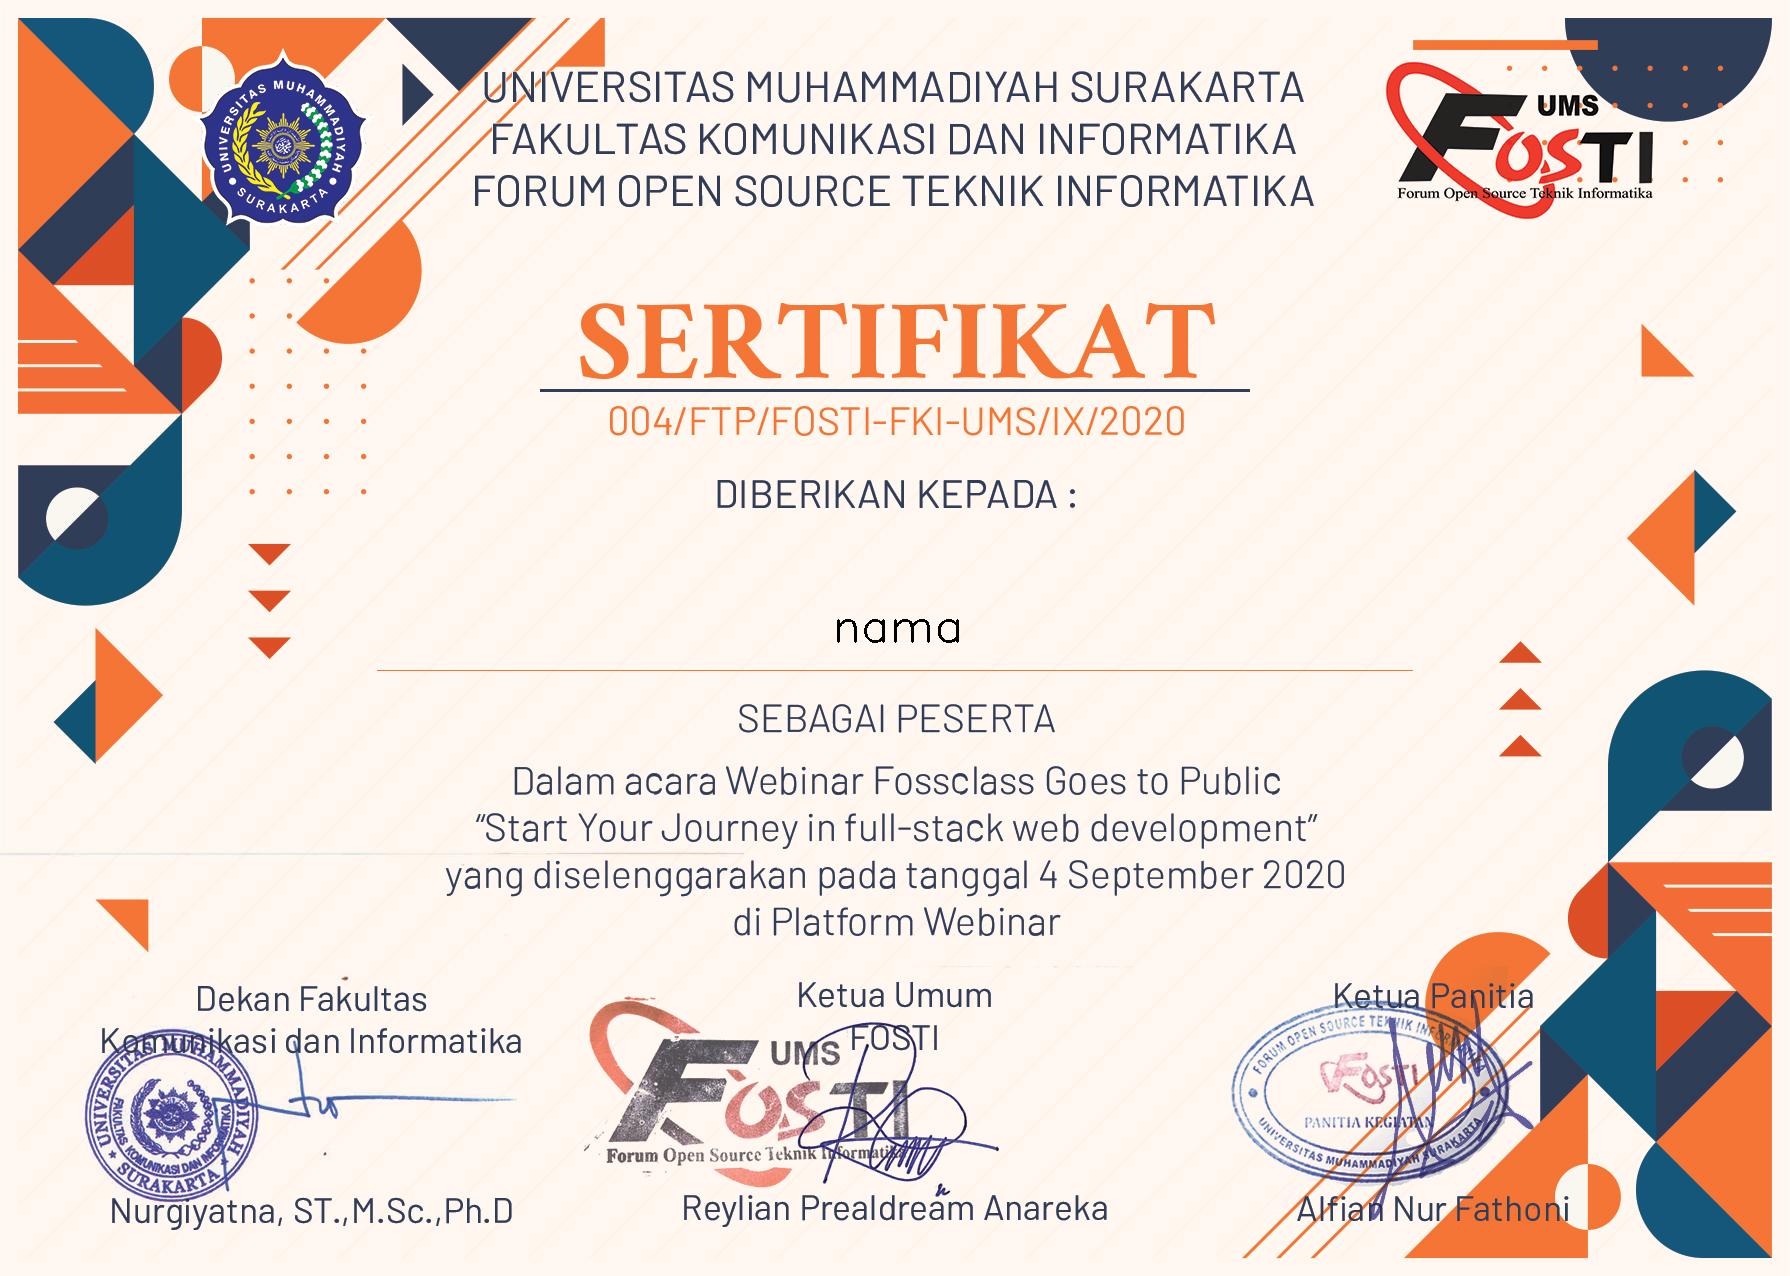 UNIVERSITAS MUHAMMADIYAH SURAKARTA
FAKULTAS KOMUNIKASI DAN INFORMATIKA
FORUM OPEN SOURCE TEKNIK INFORMATIKA
UNIVERSITAS MUHAMMADIYAH
SURAKARTA
UMS
FOSTI
Forum Open Source Teknik Informatika
SERTIFIKAT
004/FTP/FOSTI-FKI-UMS/IX/2020
DIBERIKAN KEPADA :
nama
SEBAGAI PESERTA
Dalam acara Webinar Fossclass Goes to Public
“Start Your Journey in full-stack web development”
yang diselenggarakan pada tanggal 4 September 2020
di Platform Webinar
Dekan Fakultas
Komunikasi dan Informatika
UNIVERSITAS MUHAMMADIYAH
FAKULTAS KOMUNIKASI DAN INFORMATIKA
SURAKARTA
Nurgiyatna, ST.,M.Sc.,Ph.D
Ketua Umum
FOSTI
UMS
FOSTI
Forum Open Source Teknik Informatika
Reylian Prealdream Anareka
Ketua Panitia
FORUM OPEN SOURCE TEKNIK INFORMATIKA
FOSTI
PANITIA KEGIATAN
UNIVERSITAS MUHAMMADIYAH SURAKARTA
Alfian Nur Fathoni